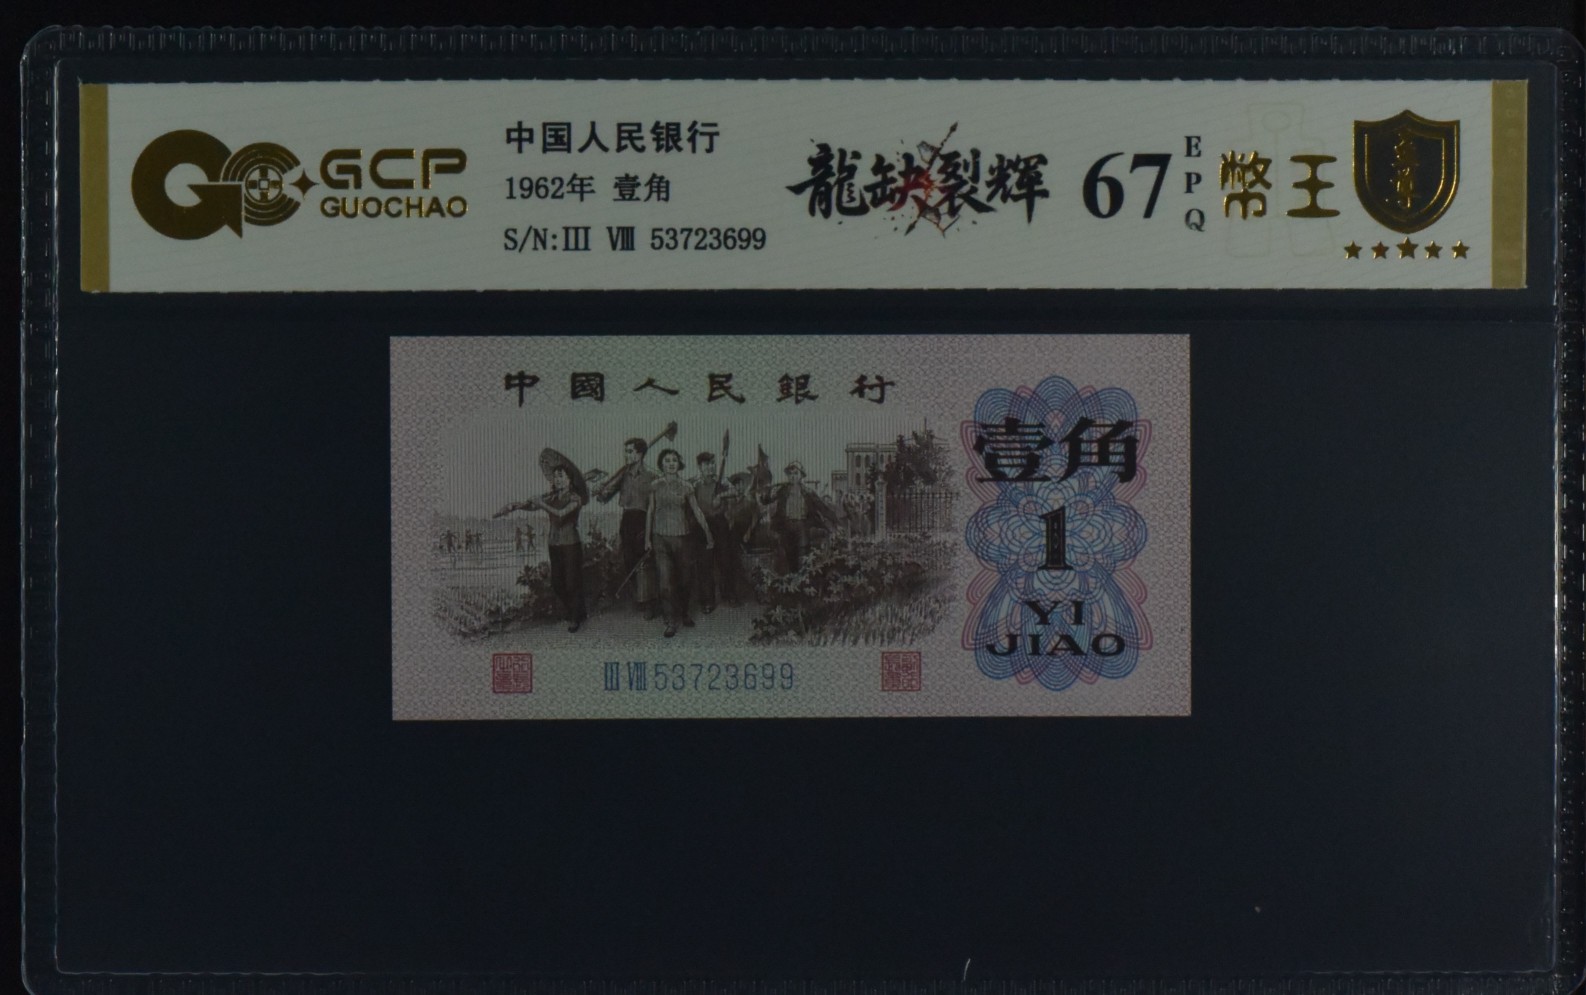 GCP
GUOCHAO
中国人民银行
1962年 壹角
S/N:III VIII 53723699
龍缺裂辉
67
EPQ
幣王
中國人民銀行
壹角
1
YI
JIAO
III VIII 53723699